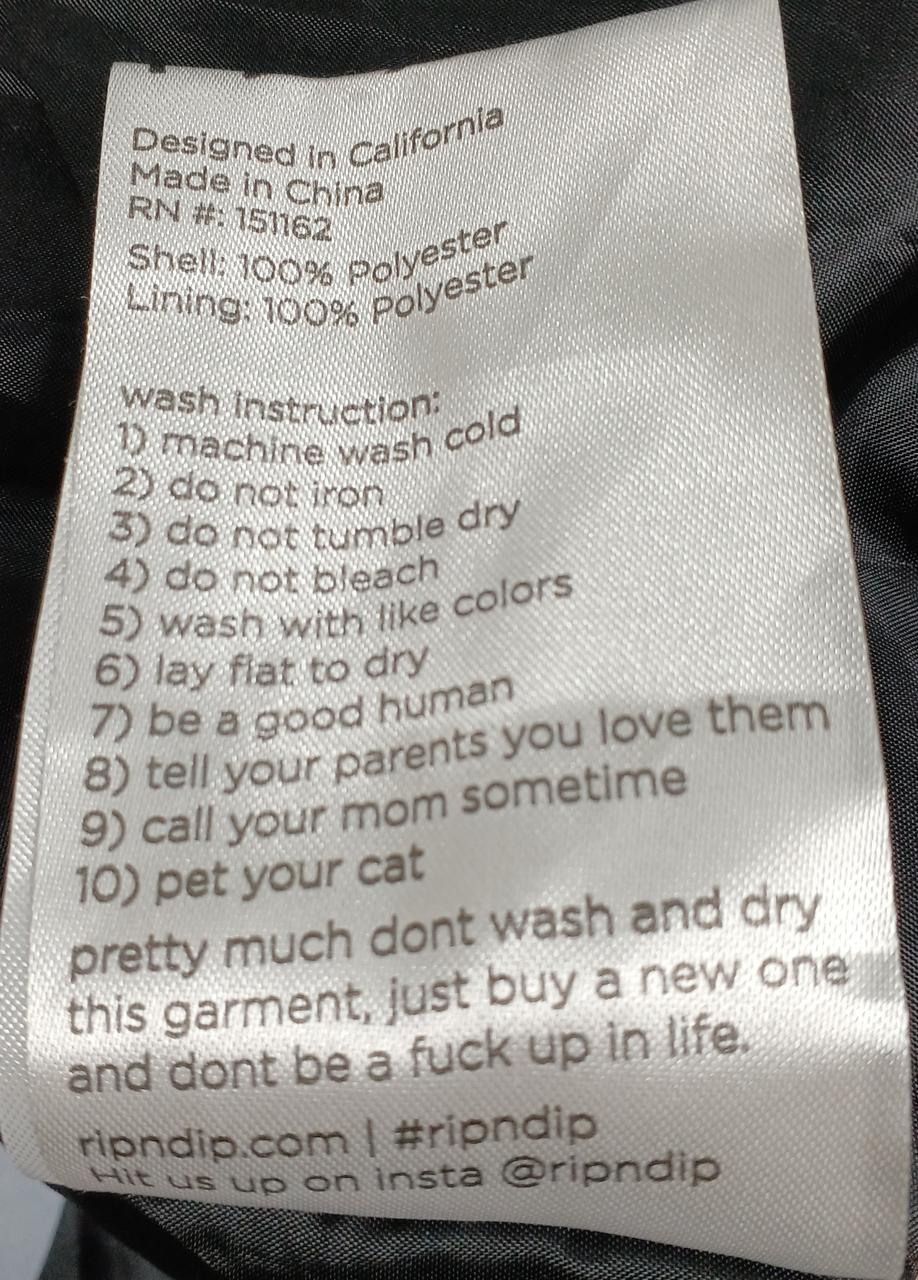 Designed in California
Made in China
RN #: 151162
Shell: 100% Polyester
Lining: 100% Polyester
wash instruction:
1) machine wash cold
2) do not iron
3) do not tumble dry
4) do not bleach
5) wash with like colors
6) lay flat to dry
7) be a good human
8) tell your parents you love them
9) call your mom sometime
10) pet your cat
pretty much dont wash and dry
this garment, just buy a new one
and dont be a fuck up in life.
ripndip.com | #ripndip
Hit us up on insta @ripndip